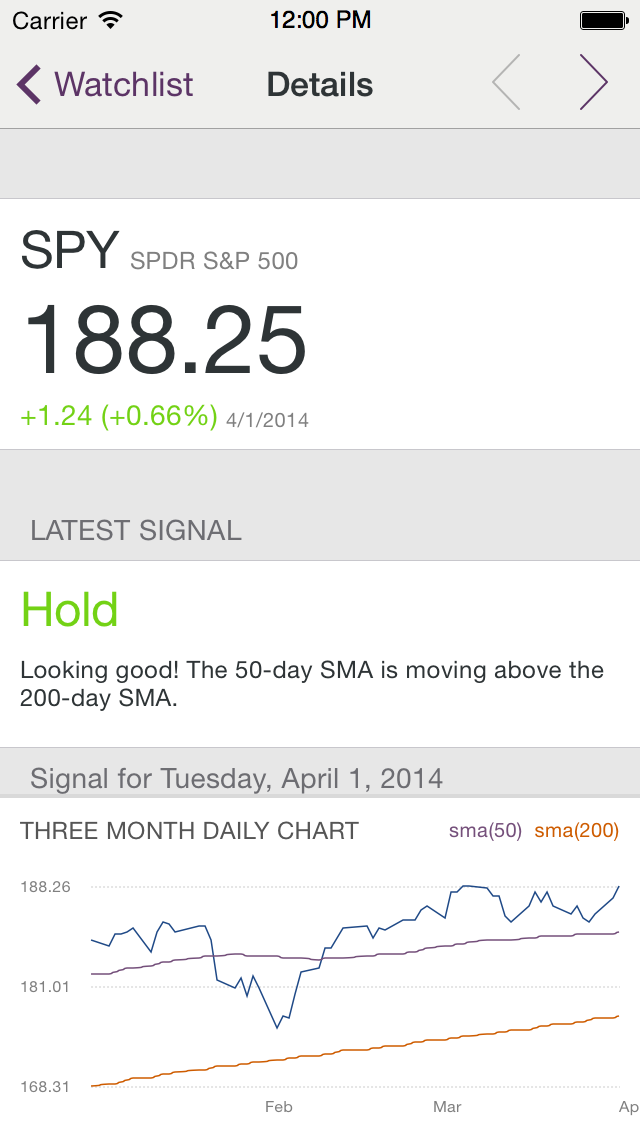 Carrier 12:00 PM
Watchlist Details
SPY SPDR S&P 500
188.25
+1.24 (+0.66%) 4/1/2014
LATEST SIGNAL
Hold
Looking good! The 50-day SMA is moving above the
200-day SMA.
Signal for Tuesday, April 1, 2014
THREE MONTH DAILY CHART sma(50) sma(200)
188.26
181.01
168.31
Feb Mar Ap